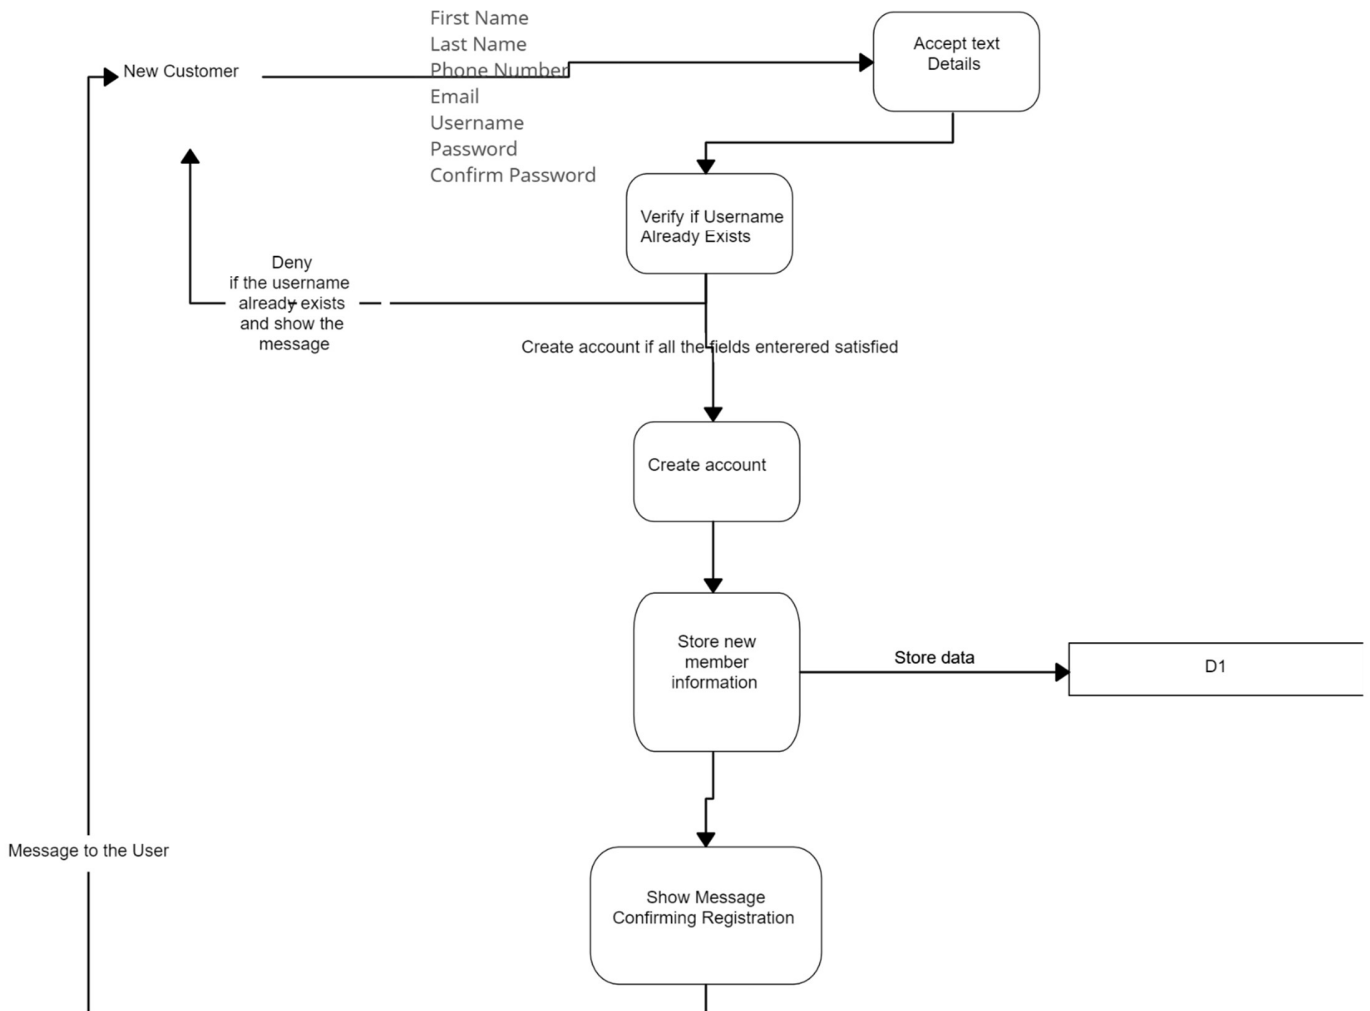 First Name
Last Name
Phone Number
Email
Username
Password
Confirm Password
New Customer
Accept text
Details
Verify if Username
Already Exists
Deny
if the username
already exists
and show the
message
Create account if all the fields enterered satisfied
Create account
Store new
member
information
Store data
D1
Message to the User
Show Message
Confirming Registration